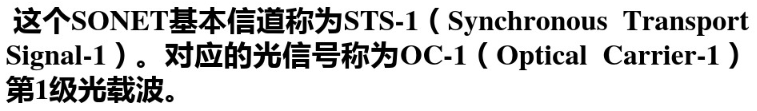 这个SONET基本信道称为STS-1（Synchronous Transport
Signal-1）。对应的光信号称为OC-1（Optical Carrier-1）
第1级光载波。